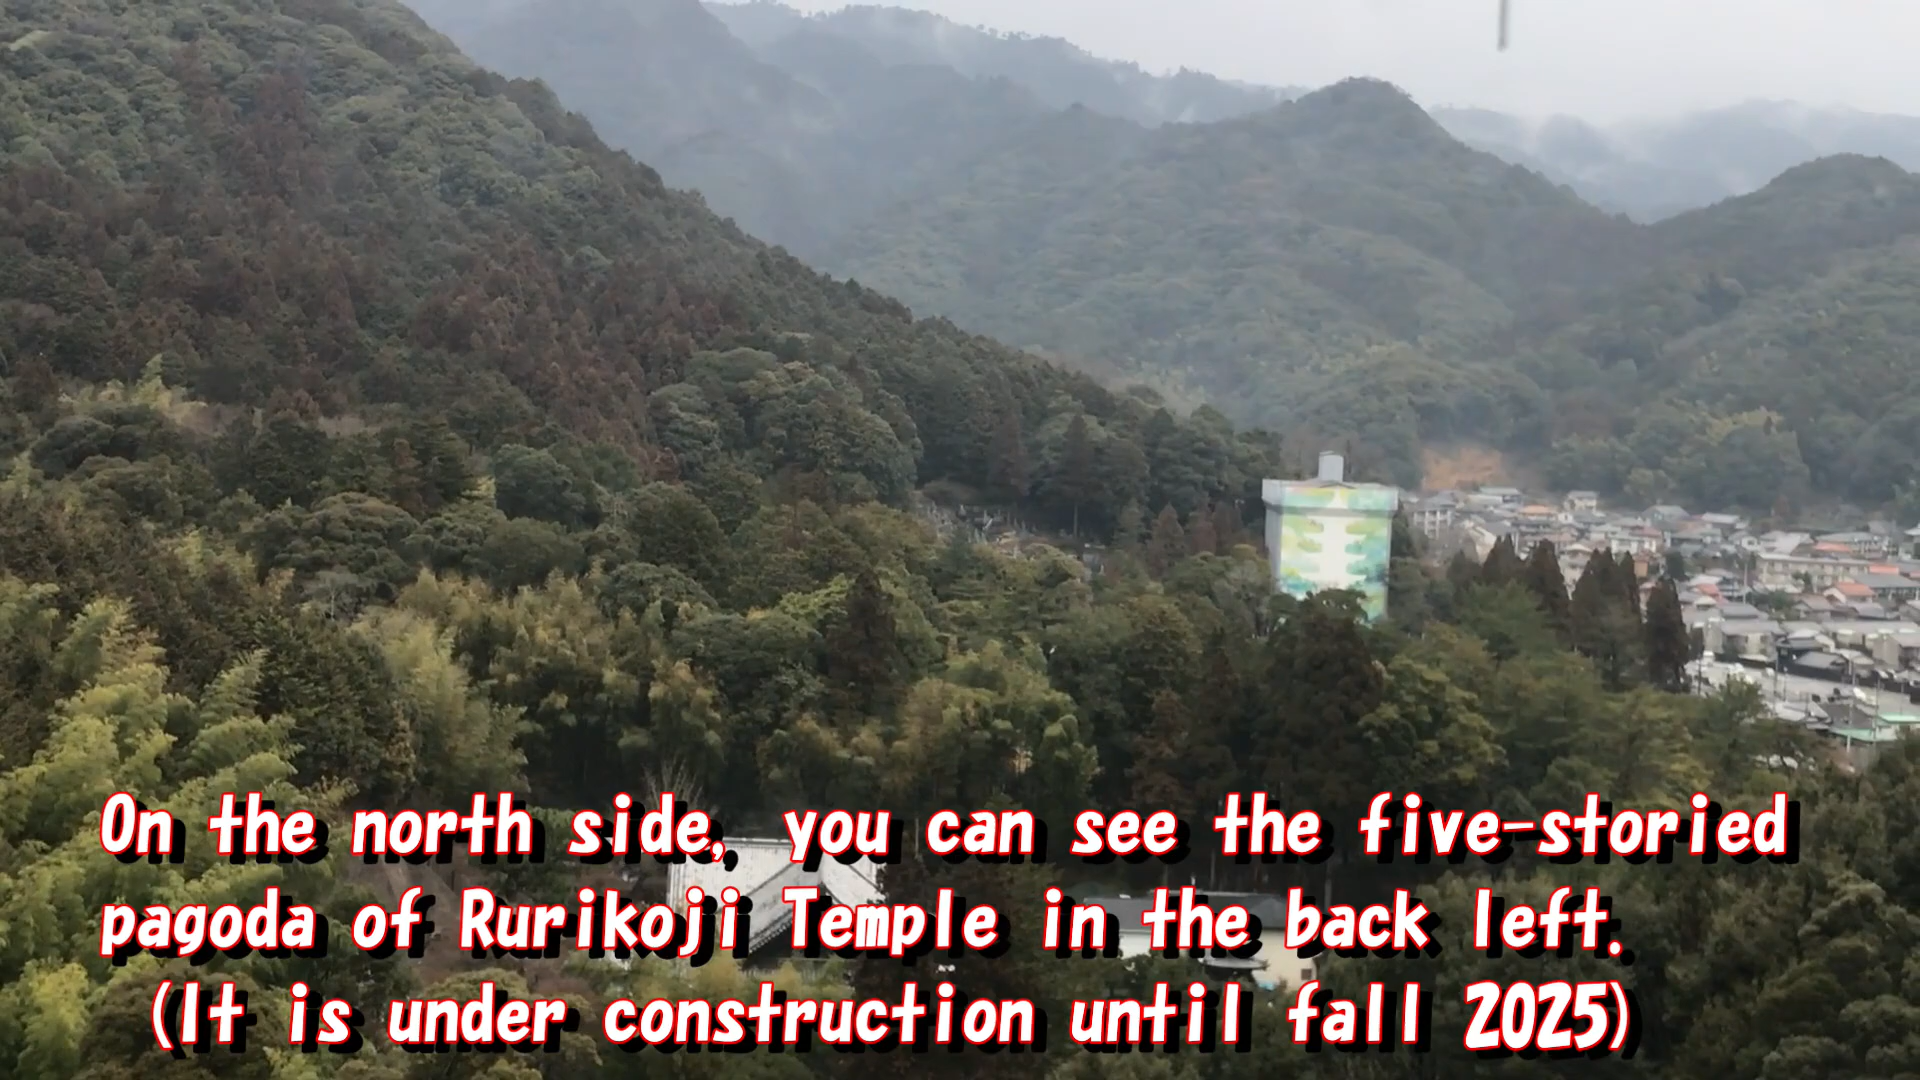 On the north side, you can see the five-storied
pagoda of Rurikoji Temple in the back left.
(It is under construction until fall 2025)